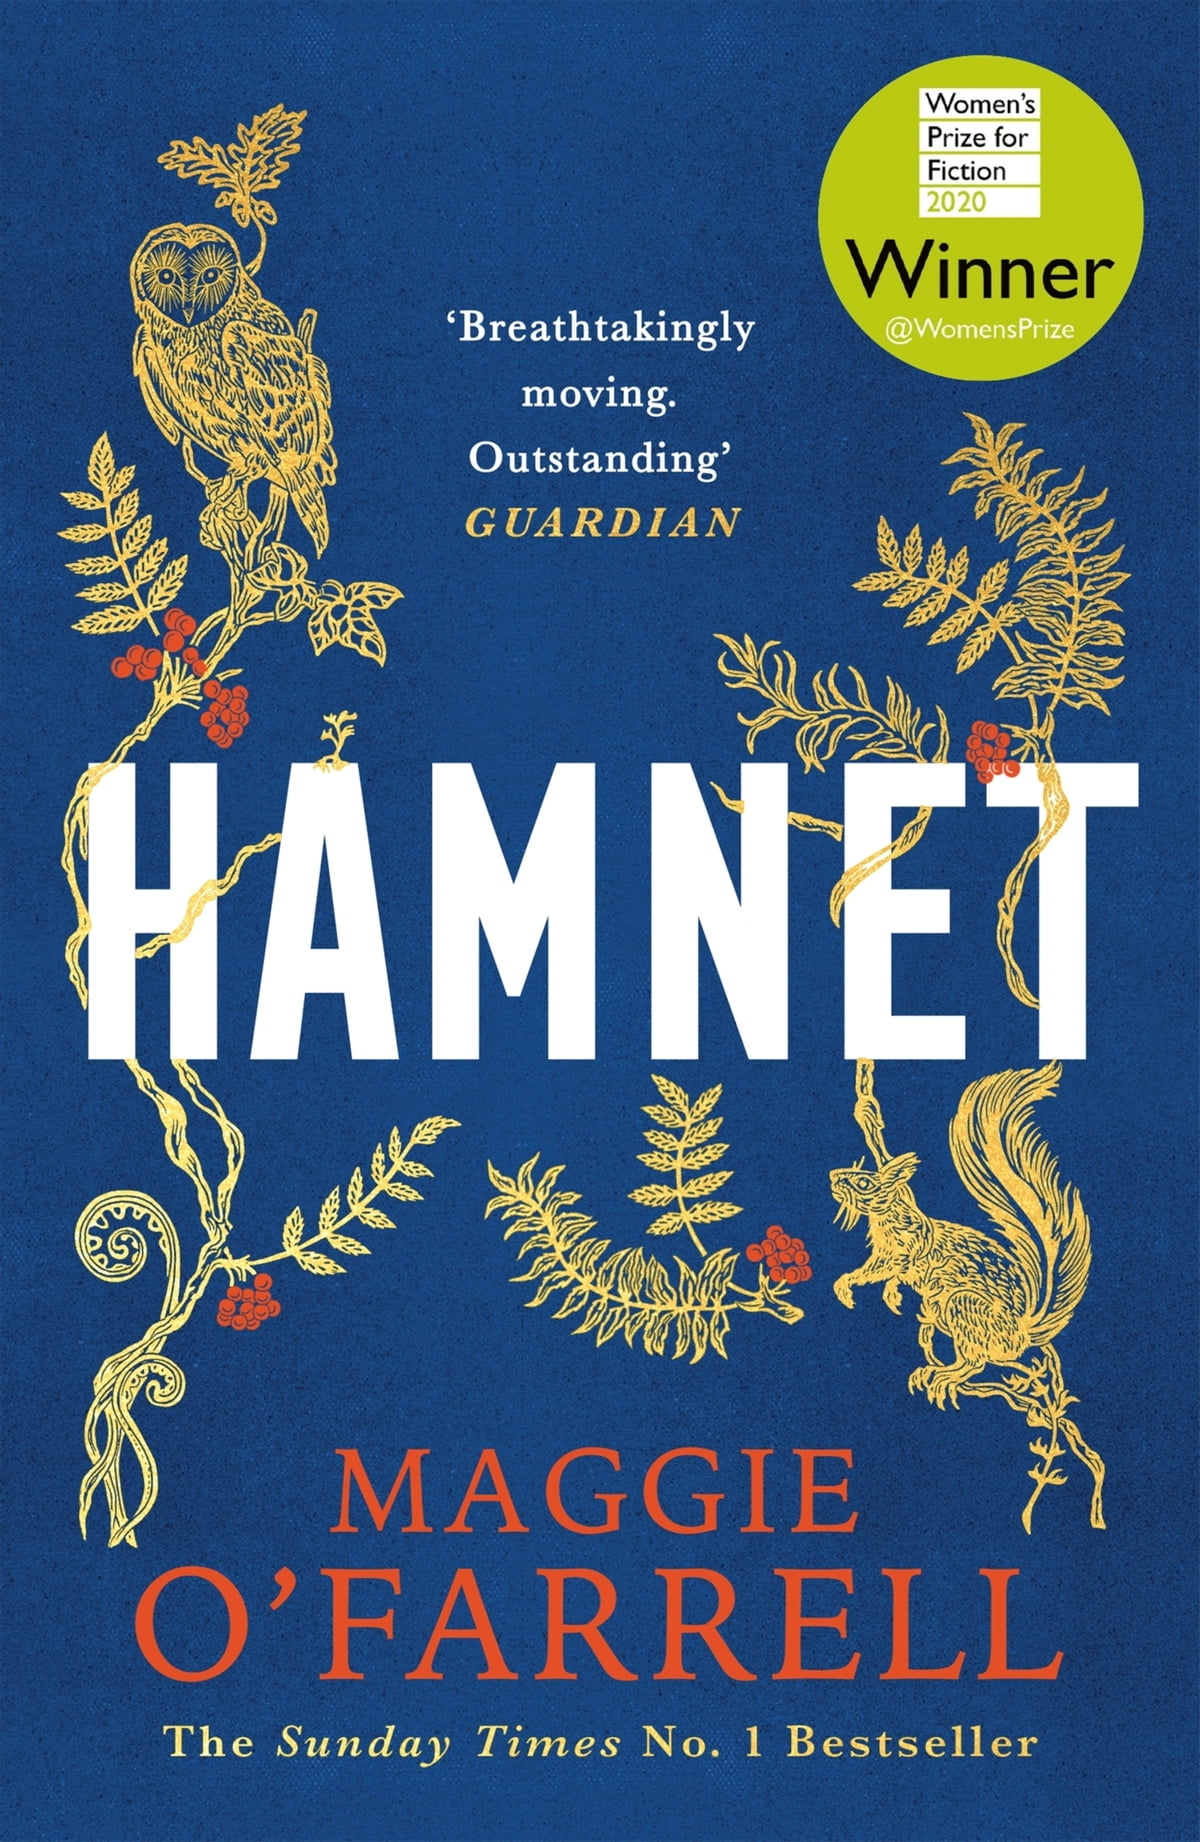 Women's
Prize for
Fiction
2020
Winner
@WomensPrize
‘Breathtakingly
moving.
Outstanding’
GUARDIAN
HAMNET
MAGGIE
O’FARRELL
The Sunday Times No. 1 Bestseller